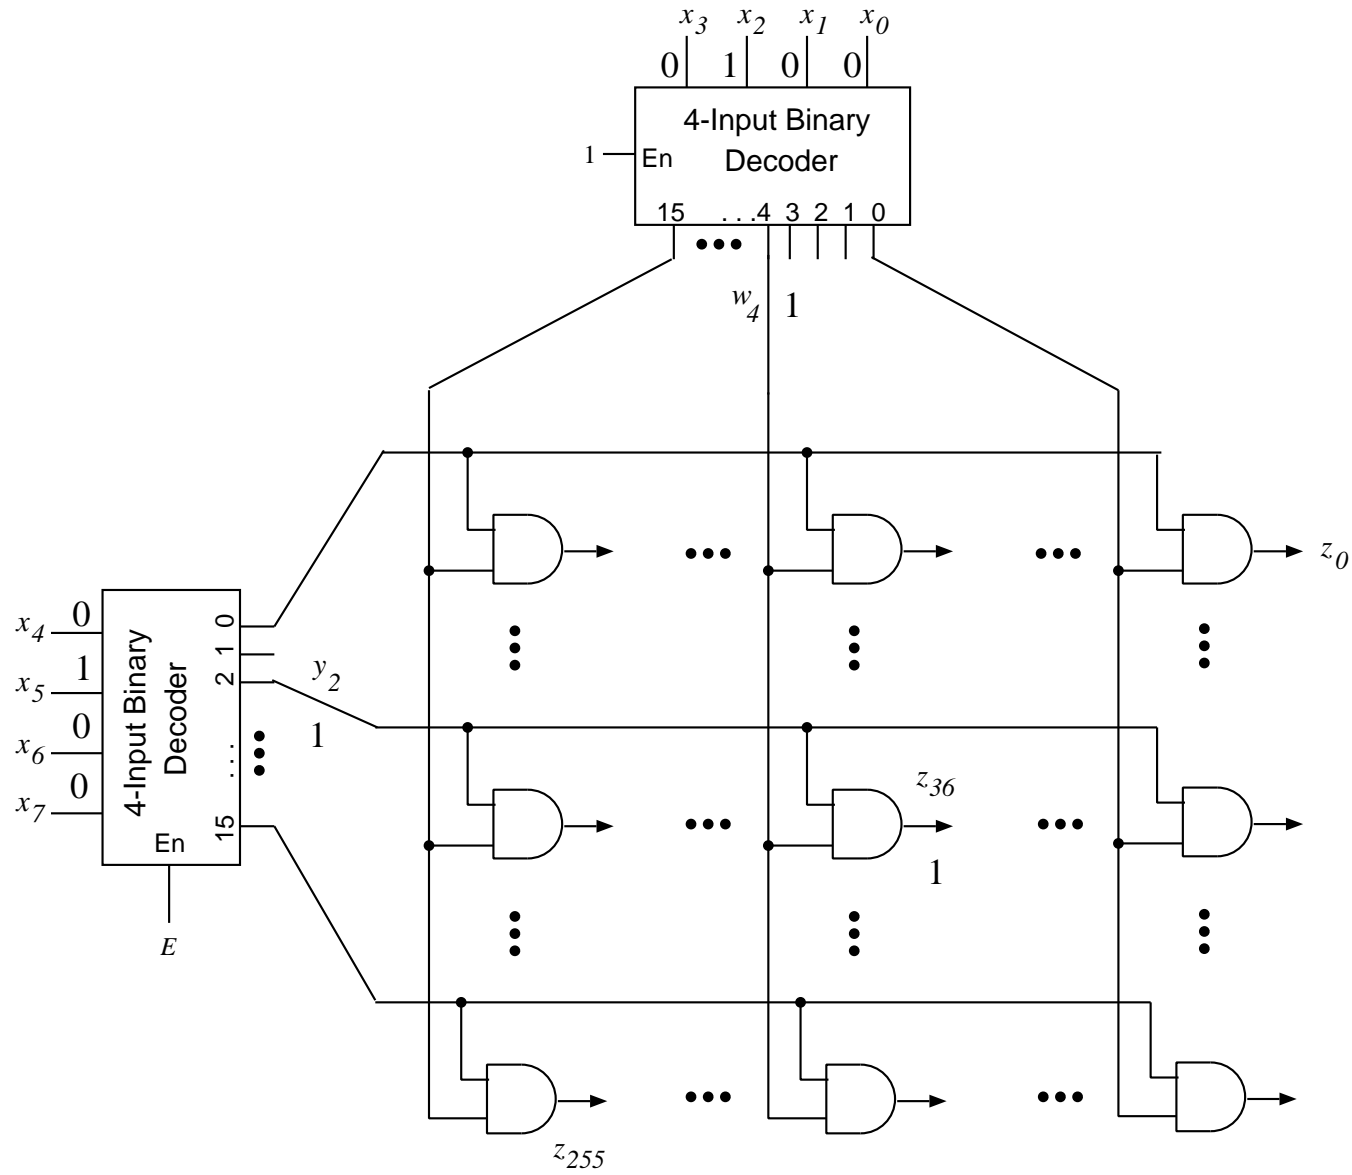 x3 x2 x1 x0
0 1 0 0
4-Input Binary
Decoder
1 En
15 . . . 4 3 2 1 0
w4 1
z0
x4 0
x5 1
x6 0
x7 0
4-Input Binary
Decoder
En
0
1
2
. . .
15
E
y2
1
z36
1
z255